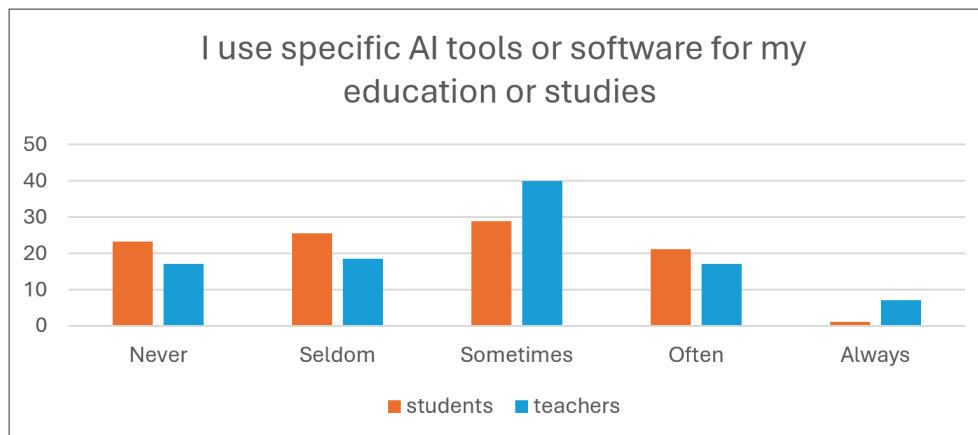 I use specific AI tools or software for my
education or studies
50
40
30
20
10
0
Never Seldom Sometimes Often Always
students teachers